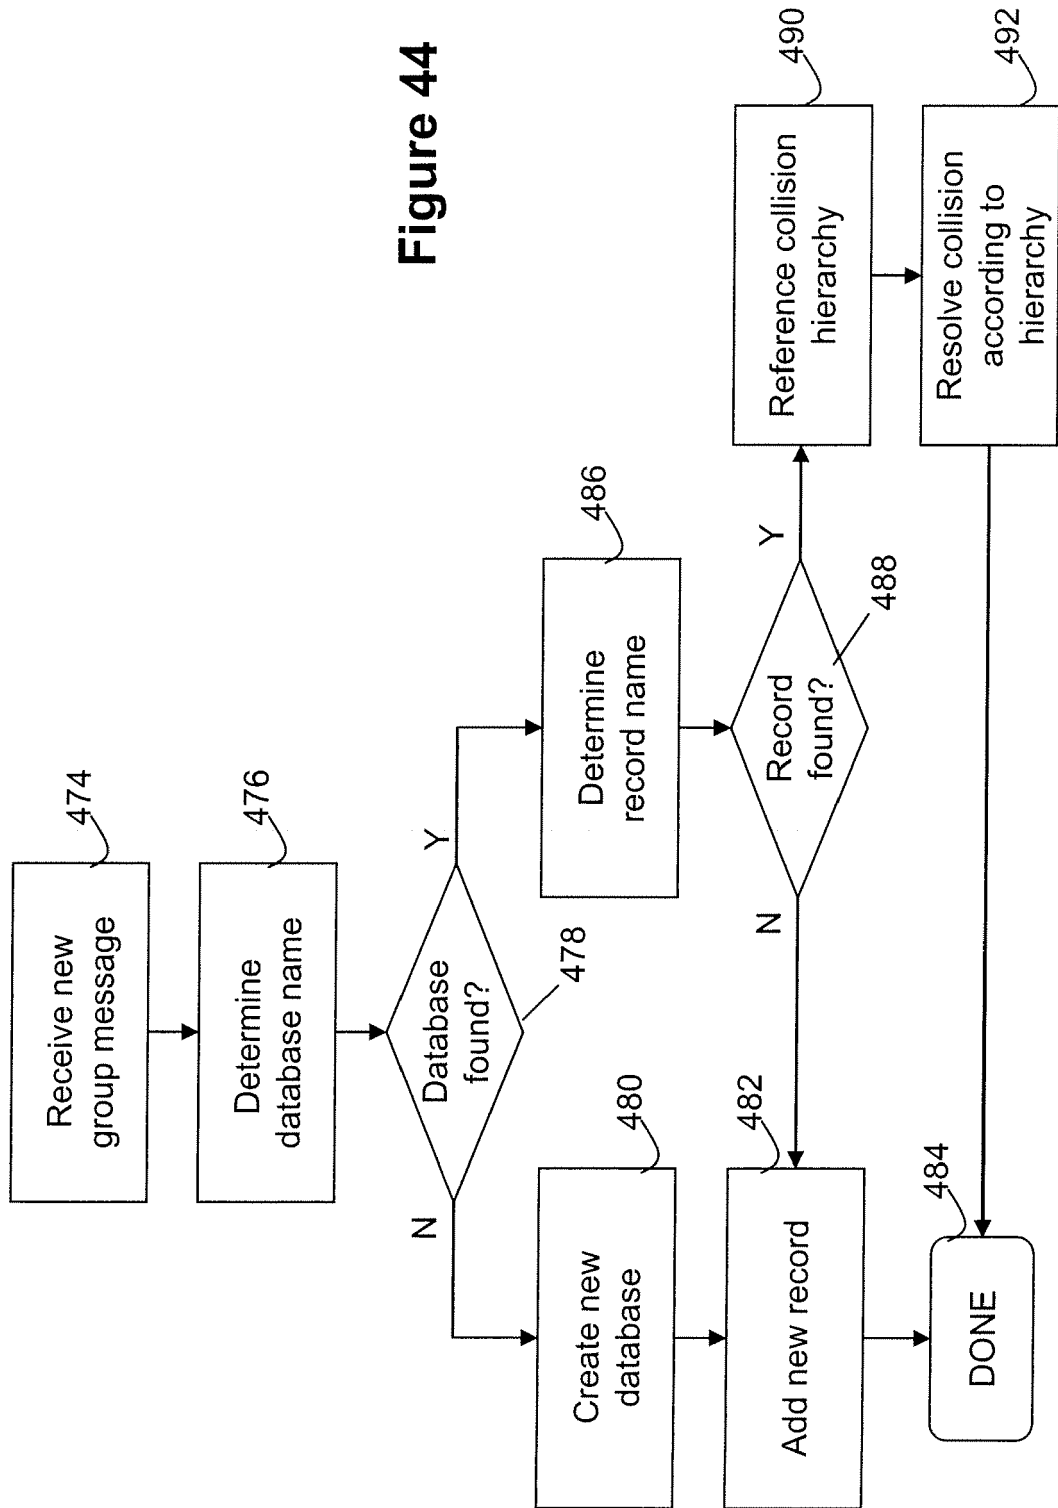 Figure 44
Receive new
group message
474
Determine
database name
476
Database
found?
478
N
Y
Create new
database
480
Determine
record name
486
Add new record
482
Record
found?
488
N
Y
Reference collision
hierarchy
490
Resolve collision
according to
hierarchy
492
DONE
484